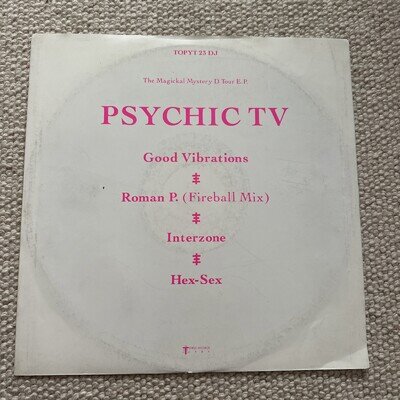 TOPYT 23 DJ
The Magickal Mystery D Tour E.P.
PSYCHIC TV
Good Vibrations
Roman P. (Fireball Mix)
Interzone
Hex-Sex